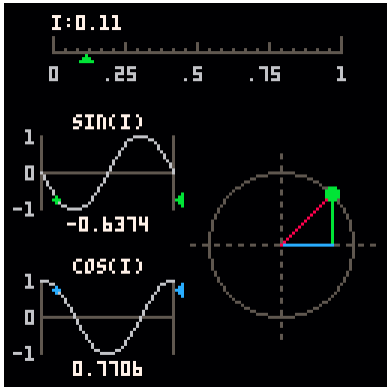 I:0.11
0 .25 .5 .75 1
SIN(I)
1
0
-1
-0.6374
COS(I)
1
0
-1
0.7706